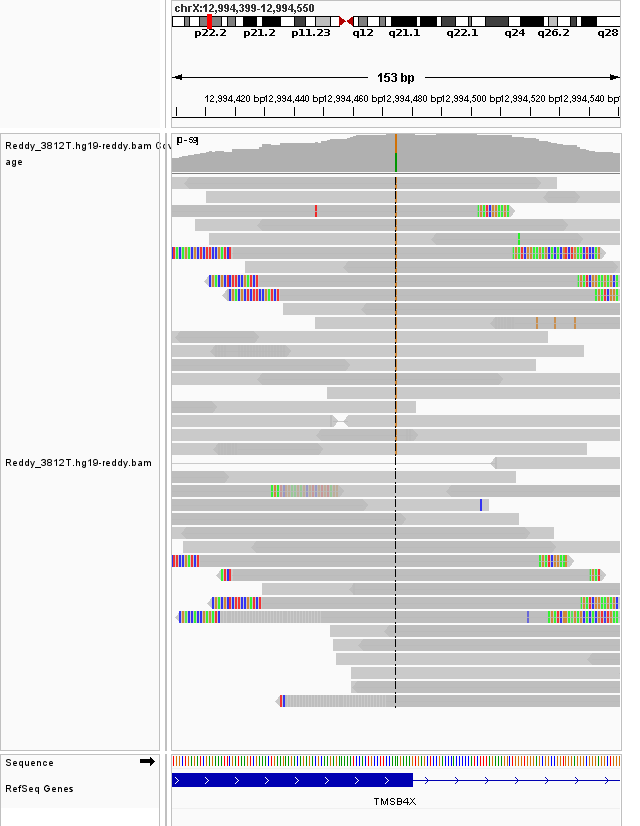 chrX:12,994,399-12,994,550
p22.2 p21.2 p11.23 q12 q21.1 q22.1 q24 q26.2 q28
153 bp
12,994,420 bp 12,994,440 bp 12,994,460 bp 12,994,480 bp 12,994,500 bp 12,994,520 bp 12,994,540 bp
Reddy_3812T.hg19-reddy.bam Cov
age
[0-59]
Reddy_3812T.hg19-reddy.bam
Sequence
RefSeq Genes
TMSB4X